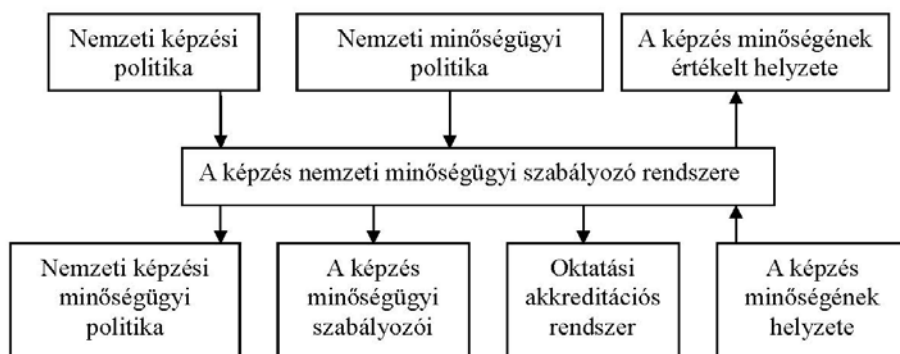 Nemzeti képzési
politika
Nemzeti minőségügyi
politika
A képzés minőségének
értékelt helyzete
A képzés nemzeti minőségügyi szabályozó rendszere
Nemzeti képzési
minőségügyi
politika
A képzés
minőségügyi
szabályozói
Oktatási
akkreditációs
rendszer
A képzés
minőségének
helyzete